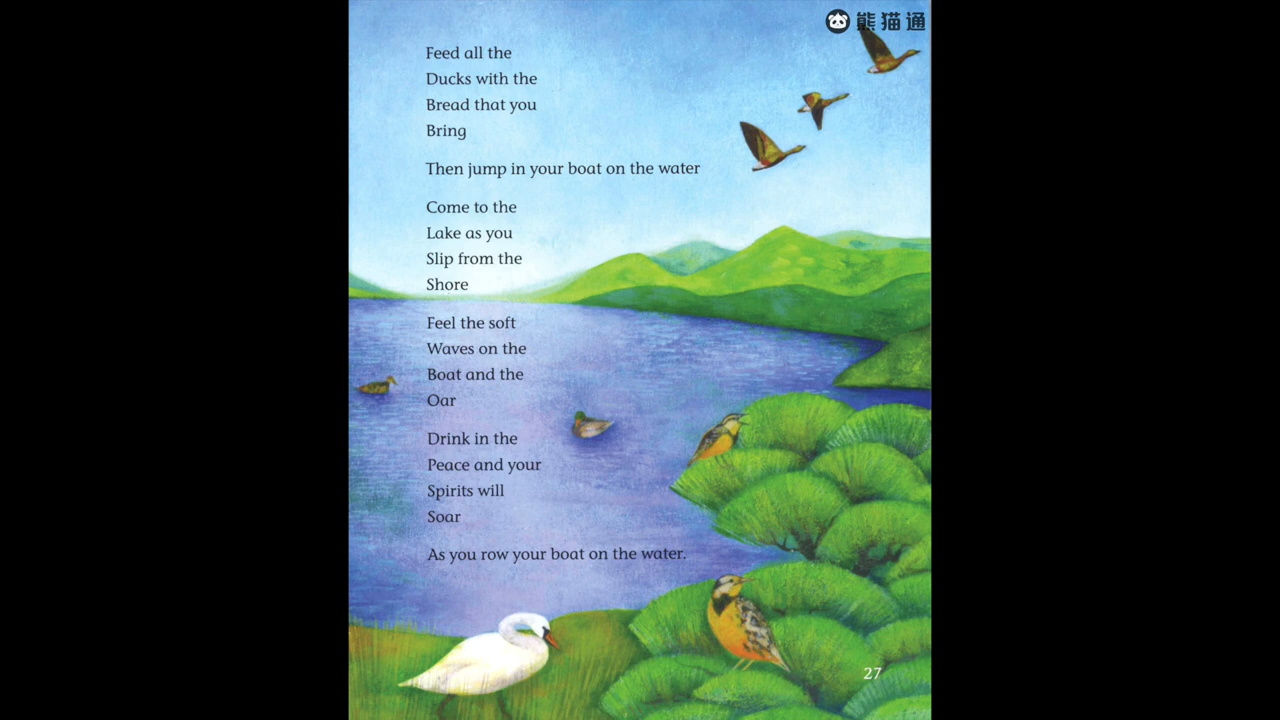 熊猫通
Feed all the
Ducks with the
Bread that you
Bring
Then jump in your boat on the water
Come to the
Lake as you
Slip from the
Shore
Feel the soft
Waves on the
Boat and the
Oar
Drink in the
Peace and your
Spirits will
Soar
As you row your boat on the water.
27